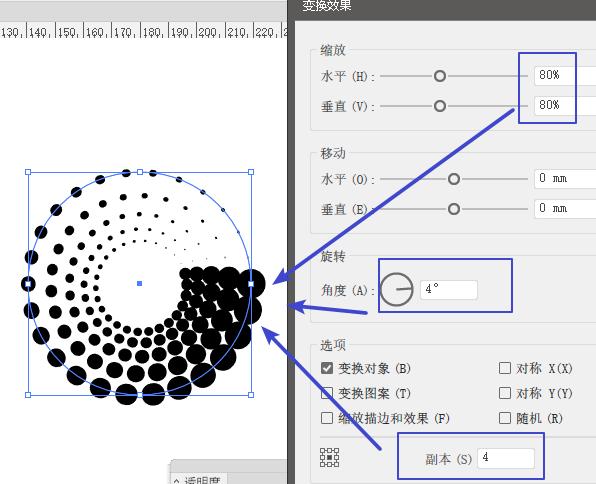 变换效果
130 140 150 160 170 180 190 200 210 220 2
缩放
水平 (H): 80%
垂直 (V): 80%
移动
水平 (O): 0 mm
垂直 (E): 0 mm
旋转
角度 (A): 4°
选项
变换对象 (B) 对称 X(X)
变换图案 (T) 对称 Y(Y)
缩放描边和效果 (F) 随机 (R)
副本 (S) 4
透明度